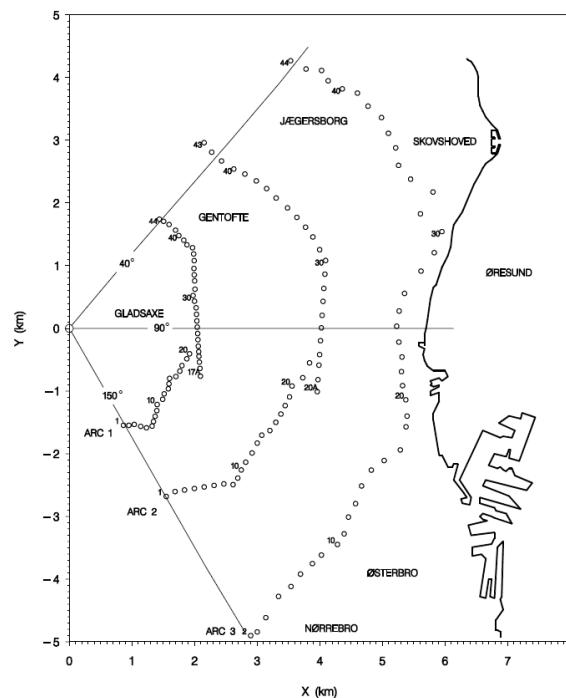 5
44
4
40
JÆGERSBORG
43
SKOVSHOVED
3
40
2
44
GENTOFTE
40
30
30
ØRESUND
1
40°
30
GLADSAXE
Y (km)
0
90°
20
17A
20
20A
-1
150°
10
20
1
ARC 1
-2
10
1
ARC 2
-3
10
-4
ØSTERBRO
ARC 3 2
NØRREBRO
-5
0 1 2 3 4 5 6 7
X (km)